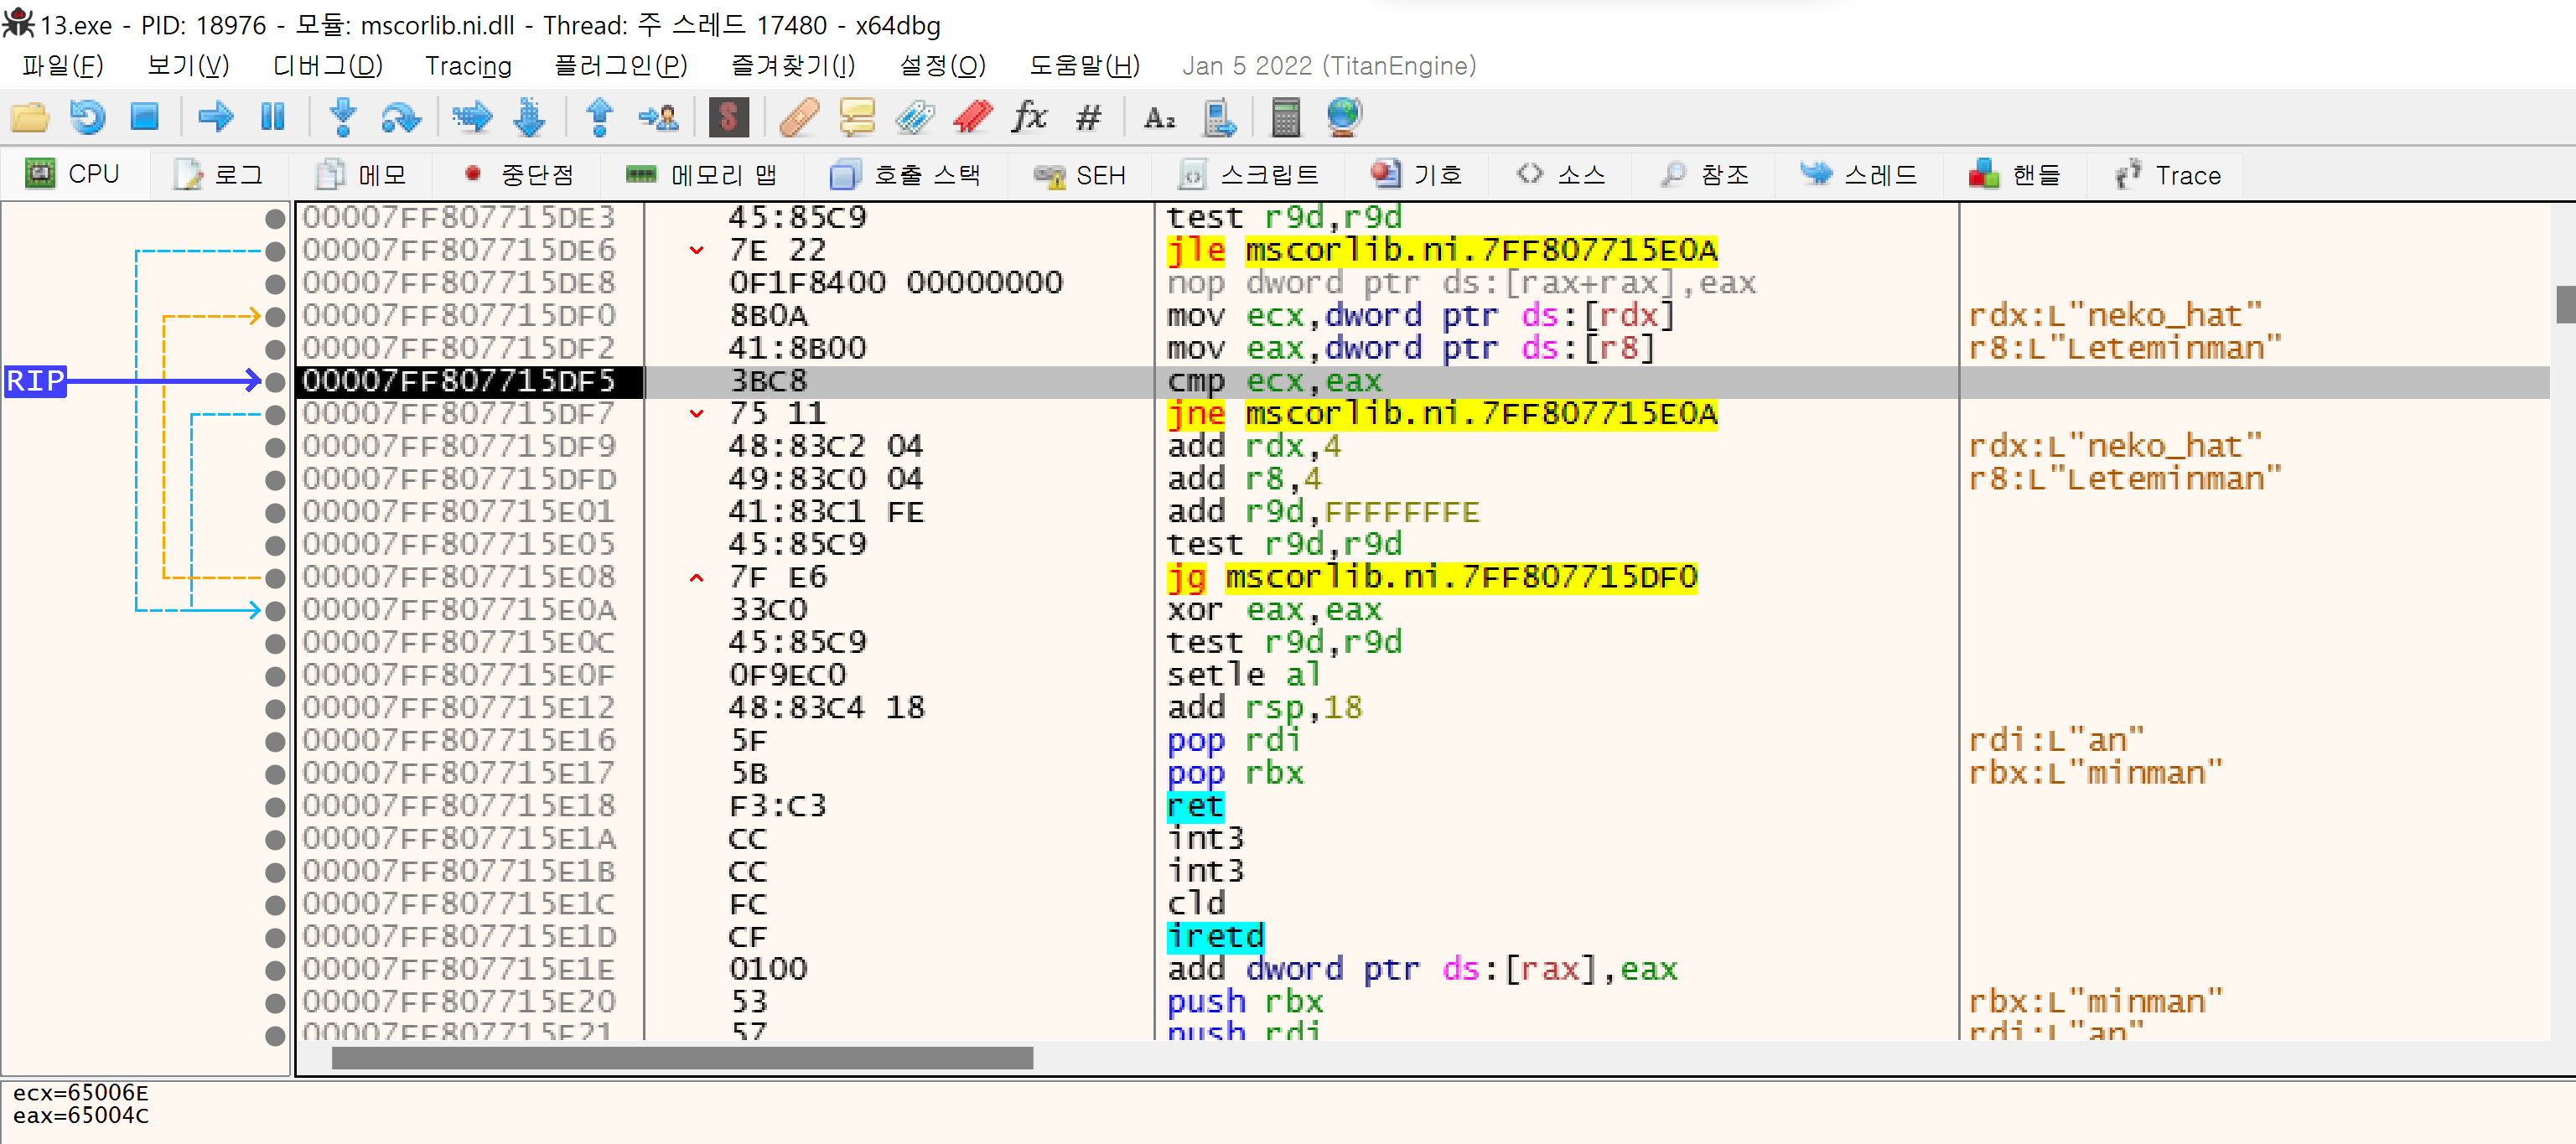 13.exe - PID: 18976 - 모듈: mscorlib.ni.dll - Thread: 주 스레드 17480 - x64dbg
파일(F) 보기(V) 디버그(D) Tracing 플러그인(P) 즐겨찾기(I) 설정(O) 도움말(H) Jan 5 2022 (TitanEngine)
$ fx # A₂
CPU 로그 메모 중단점 메모리 맵 호출 스택 SEH 스크립트 기호 <> 소스 참조 스레드 핸들 Trace
00007FF807715DE3 45:85C9 test r9d,r9d
00007FF807715DE6 7E 22 jle mscorlib.ni.7FF807715E0A
00007FF807715DE8 0F1F8400 00000000 nop dword ptr ds:[rax+rax],eax
00007FF807715DF0 8B0A mov ecx,dword ptr ds:[rdx] rdx:L"neko_hat"
00007FF807715DF2 41:8B00 mov eax,dword ptr ds:[r8] r8:L"Leteminman"
RIP 00007FF807715DF5 3BC8 cmp ecx,eax
00007FF807715DF7 75 11 jne mscorlib.ni.7FF807715E0A
00007FF807715DF9 48:83C2 04 add rdx,4 rdx:L"neko_hat"
00007FF807715DFD 49:83C0 04 add r8,4 r8:L"Leteminman"
00007FF807715E01 41:83C1 FE add r9d,FFFFFFFE
00007FF807715E05 45:85C9 test r9d,r9d
00007FF807715E08 7F E6 jg mscorlib.ni.7FF807715DF0
00007FF807715E0A 33C0 xor eax,eax
00007FF807715E0C 45:85C9 test r9d,r9d
00007FF807715E0F 0F9EC0 setle al
00007FF807715E12 48:83C4 18 add rsp,18
00007FF807715E16 5F pop rdi rdi:L"an"
00007FF807715E17 5B pop rbx rbx:L"minman"
00007FF807715E18 F3:C3 ret
00007FF807715E1A CC int3
00007FF807715E1B CC int3
00007FF807715E1C FC cld
00007FF807715E1D CF iretd
00007FF807715E1E 0100 add dword ptr ds:[rax],eax
00007FF807715E20 53 push rbx rbx:L"minman"
00007FF807715E21 57 push rdi rdi:L"an"
ecx=65006E
eax=65004C